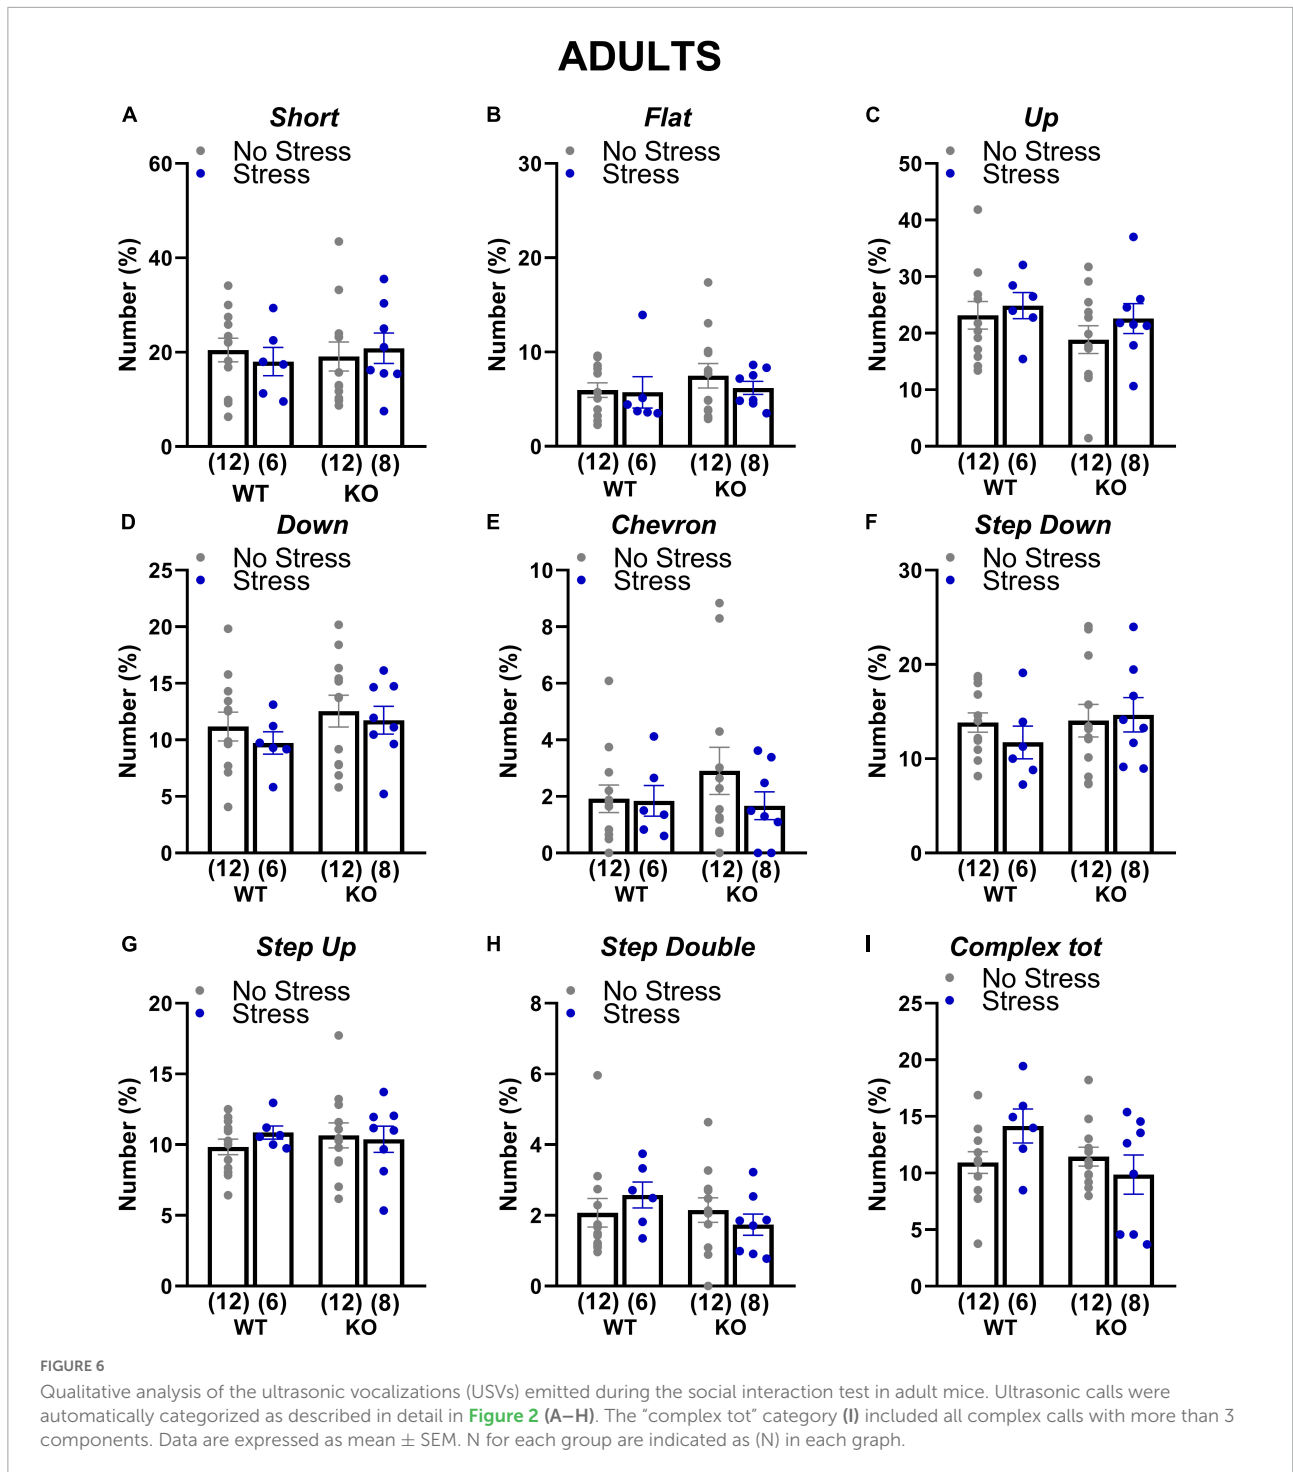 ADULTS
A
Short
No Stress
Stress
Number (%)
60
40
20
0
(12) (6) (12) (8)
WT KO
B
Flat
No Stress
Stress
Number (%)
30
20
10
0
(12) (6) (12) (8)
WT KO
C
Up
No Stress
Stress
Number (%)
50
40
30
20
10
0
(12) (6) (12) (8)
WT KO
D
Down
No Stress
Stress
Number (%)
25
20
15
10
5
0
(12) (6) (12) (8)
WT KO
E
Chevron
No Stress
Stress
Number (%)
10
8
6
4
2
0
(12) (6) (12) (8)
WT KO
F
Step Down
No Stress
Stress
Number (%)
30
20
10
0
(12) (6) (12) (8)
WT KO
G
Step Up
No Stress
Stress
Number (%)
20
15
10
5
0
(12) (6) (12) (8)
WT KO
H
Step Double
No Stress
Stress
Number (%)
8
6
4
2
0
(12) (6) (12) (8)
WT KO
I
Complex tot
No Stress
Stress
Number (%)
25
20
15
10
5
0
(12) (6) (12) (8)
WT KO
FIGURE 6
Qualitative analysis of the ultrasonic vocalizations (USVs) emitted during the social interaction test in adult mice. Ultrasonic calls were
automatically categorized as described in detail in Figure 2 (A–H). The "complex tot" category (I) included all complex calls with more than 3
components. Data are expressed as mean ± SEM. N for each group are indicated as (N) in each graph.